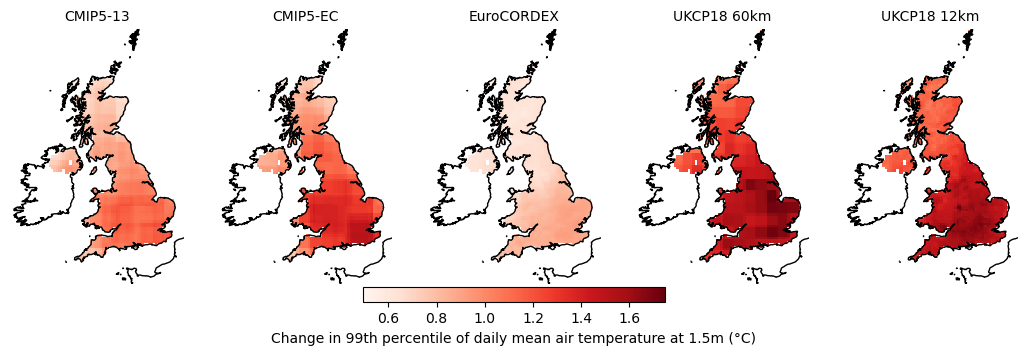 CMIP5-13 CMIP5-EC EuroCORDEX UKCP18 60km UKCP18 12km
0.6 0.8 1.0 1.2 1.4 1.6
Change in 99th percentile of daily mean air temperature at 1.5m (°C)